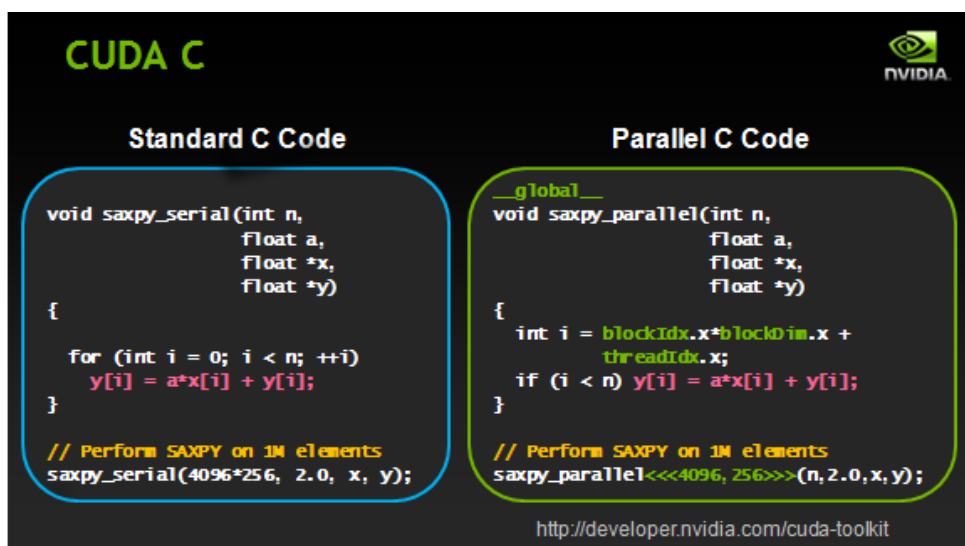 CUDA C
NVIDIA.
Standard C Code
void saxpy_serial(int n,
float a,
float *x,
float *y)
{
for (int i = 0; i < n; ++i)
y[i] = a*x[i] + y[i];
}
// Perform SAXPY on 1M elements
saxpy_serial(4096*256, 2.0, x, y);
Parallel C Code
__global__
void saxpy_parallel(int n,
float a,
float *x,
float *y)
{
int i = blockIdx.x*blockDim.x +
threadIdx.x;
if (i < n) y[i] = a*x[i] + y[i];
}
// Perform SAXPY on 1M elements
saxpy_parallel<<<4096,256>>>(n,2.0,x,y);
http://developer.nvidia.com/cuda-toolkit